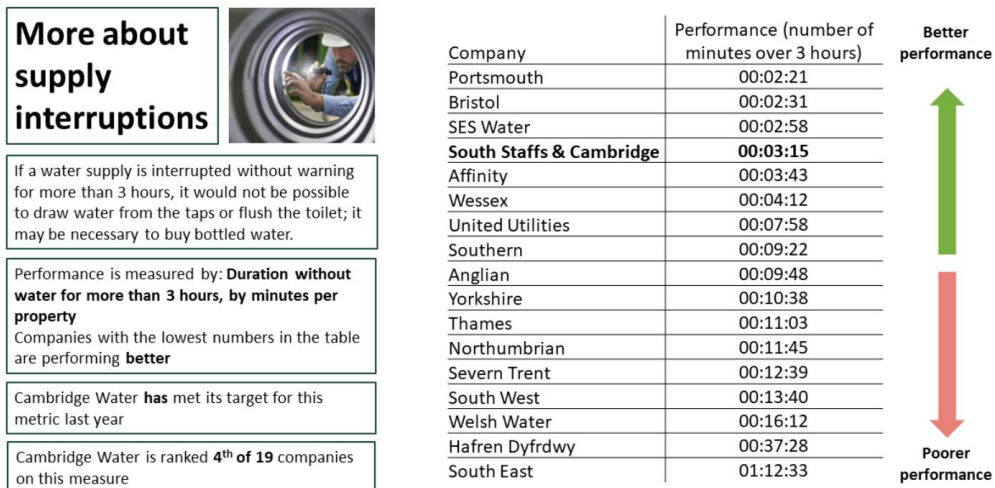 More about
supply
interruptions
If a water supply is interrupted without warning
for more than 3 hours, it would not be possible
to draw water from the taps or flush the toilet; it
may be necessary to buy bottled water.
Performance is measured by: Duration without
water for more than 3 hours, by minutes per
property
Companies with the lowest numbers in the table
are performing better
Cambridge Water has met its target for this
metric last year
Cambridge Water is ranked 4th of 19 companies
on this measure
Company Performance (number of
minutes over 3 hours)
Portsmouth 00:02:21
Bristol 00:02:31
SES Water 00:02:58
South Staffs & Cambridge 00:03:15
Affinity 00:03:43
Wessex 00:04:12
United Utilities 00:07:58
Southern 00:09:22
Anglian 00:09:48
Yorkshire 00:10:38
Thames 00:11:03
Northumbrian 00:11:45
Severn Trent 00:12:39
South West 00:13:40
Welsh Water 00:16:12
Hafren Dyfrdwy 00:37:28
South East 01:12:33
Better
performance
Poorer
performance